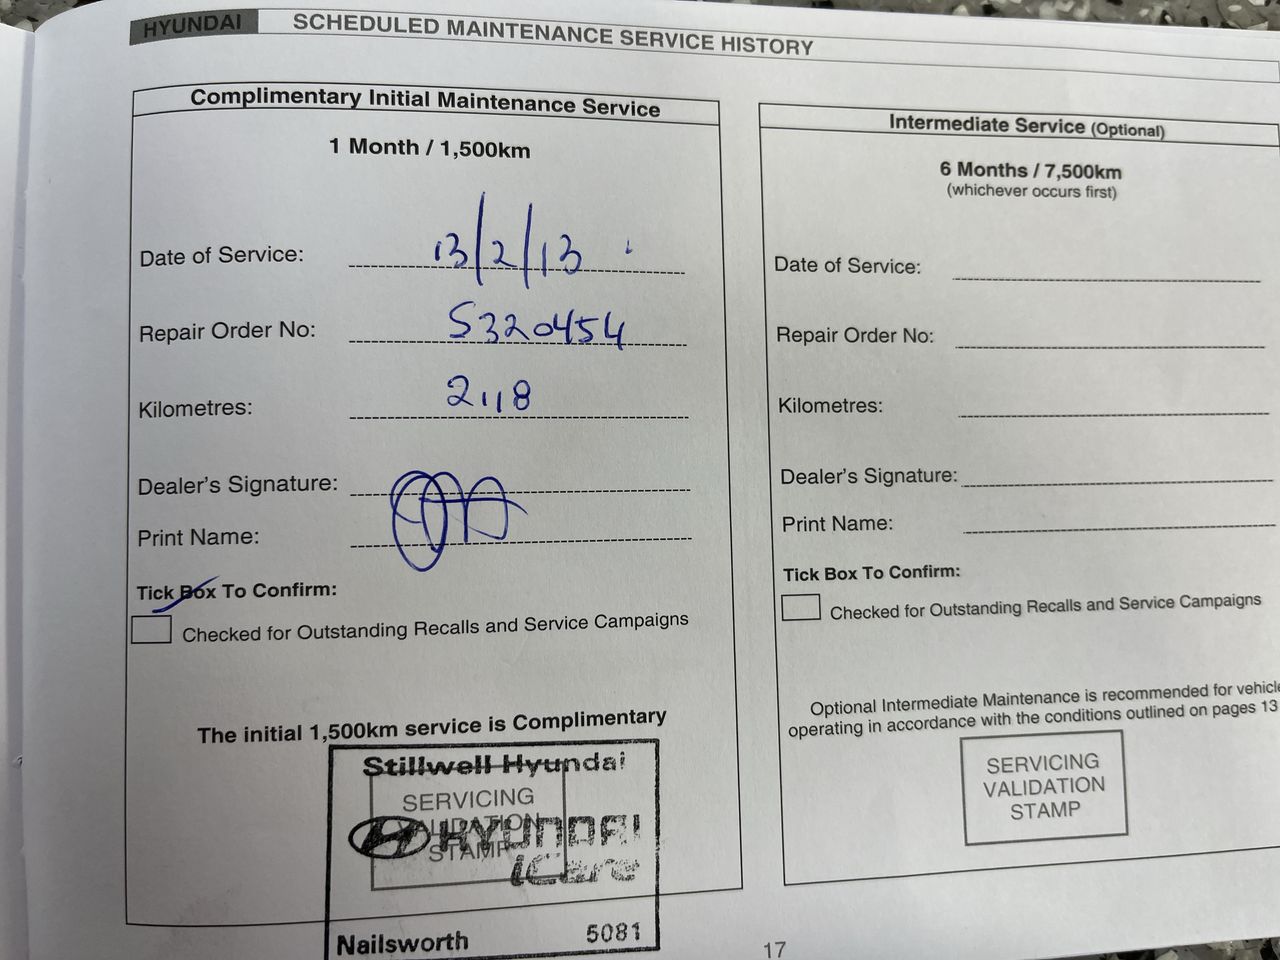 HYUNDAI SCHEDULED MAINTENANCE SERVICE HISTORY
Complimentary Initial Maintenance Service
1 Month / 1,500km
Date of Service: 13/2/13
Repair Order No: S320454
Kilometres: 2118
Dealer's Signature:
Print Name:
Tick Box To Confirm:
Checked for Outstanding Recalls and Service Campaigns
The initial 1,500km service is Complimentary
Stillwell Hyundai
SERVICING
VALIDATION
STAMP
HYUNDAI
iCare
Nailsworth 5081
Intermediate Service (Optional)
6 Months / 7,500km
(whichever occurs first)
Date of Service:
Repair Order No:
Kilometres:
Dealer's Signature:
Print Name:
Tick Box To Confirm:
Checked for Outstanding Recalls and Service Campaigns
Optional Intermediate Maintenance is recommended for vehicle
operating in accordance with the conditions outlined on pages 13
SERVICING
VALIDATION
STAMP
17